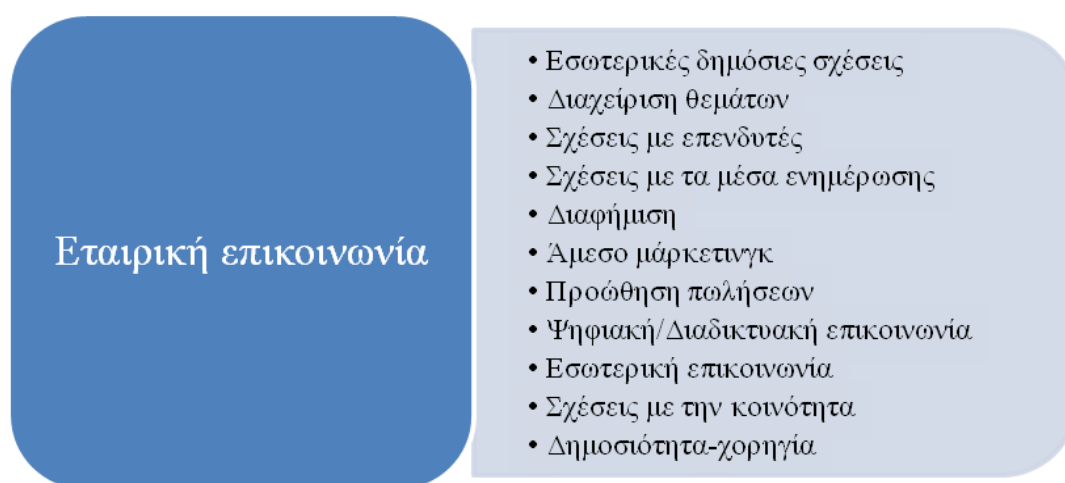 Εταιρική επικοινωνία
• Εσωτερικές δημόσιες σχέσεις
• Διαχείριση θεμάτων
• Σχέσεις με επενδυτές
• Σχέσεις με τα μέσα ενημέρωσης
• Διαφήμιση
• Άμεσο μάρκετινγκ
• Προώθηση πωλήσεων
• Ψηφιακή/Διαδικτυακή επικοινωνία
• Εσωτερική επικοινωνία
• Σχέσεις με την κοινότητα
• Δημοσιότητα-χορηγία